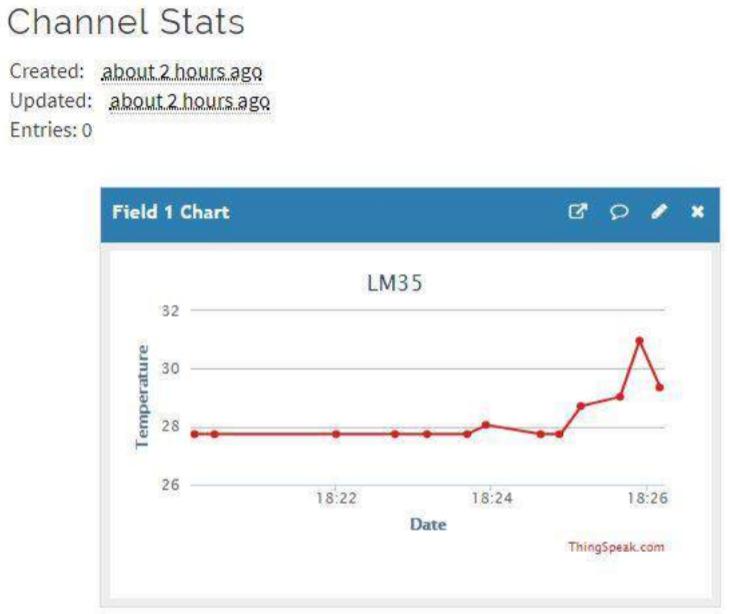 Channel Stats
Created: about 2 hours ago
Updated: about 2 hours ago
Entries: 0
Field 1 Chart
LM35
32
30
28
26
Temperature
18:22 18:24 18:26
Date
ThingSpeak.com